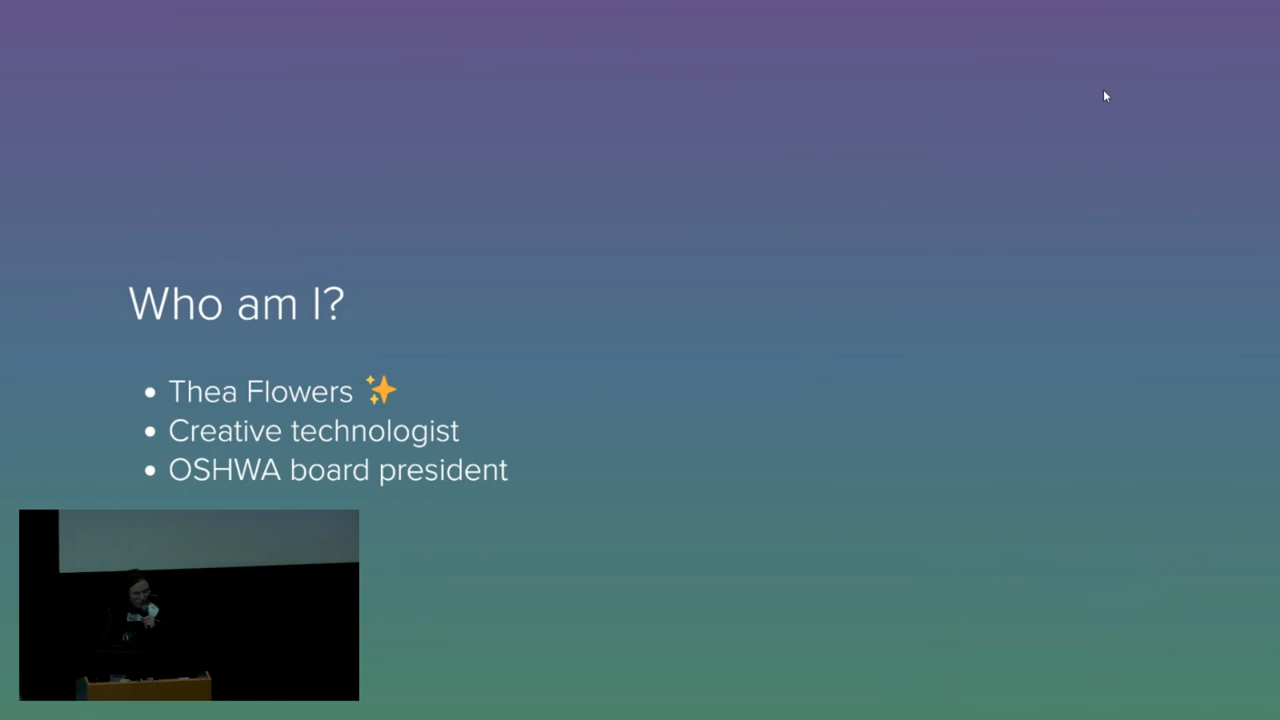 Who am I?
• Thea Flowers ✨
• Creative technologist
• OSHWA board president